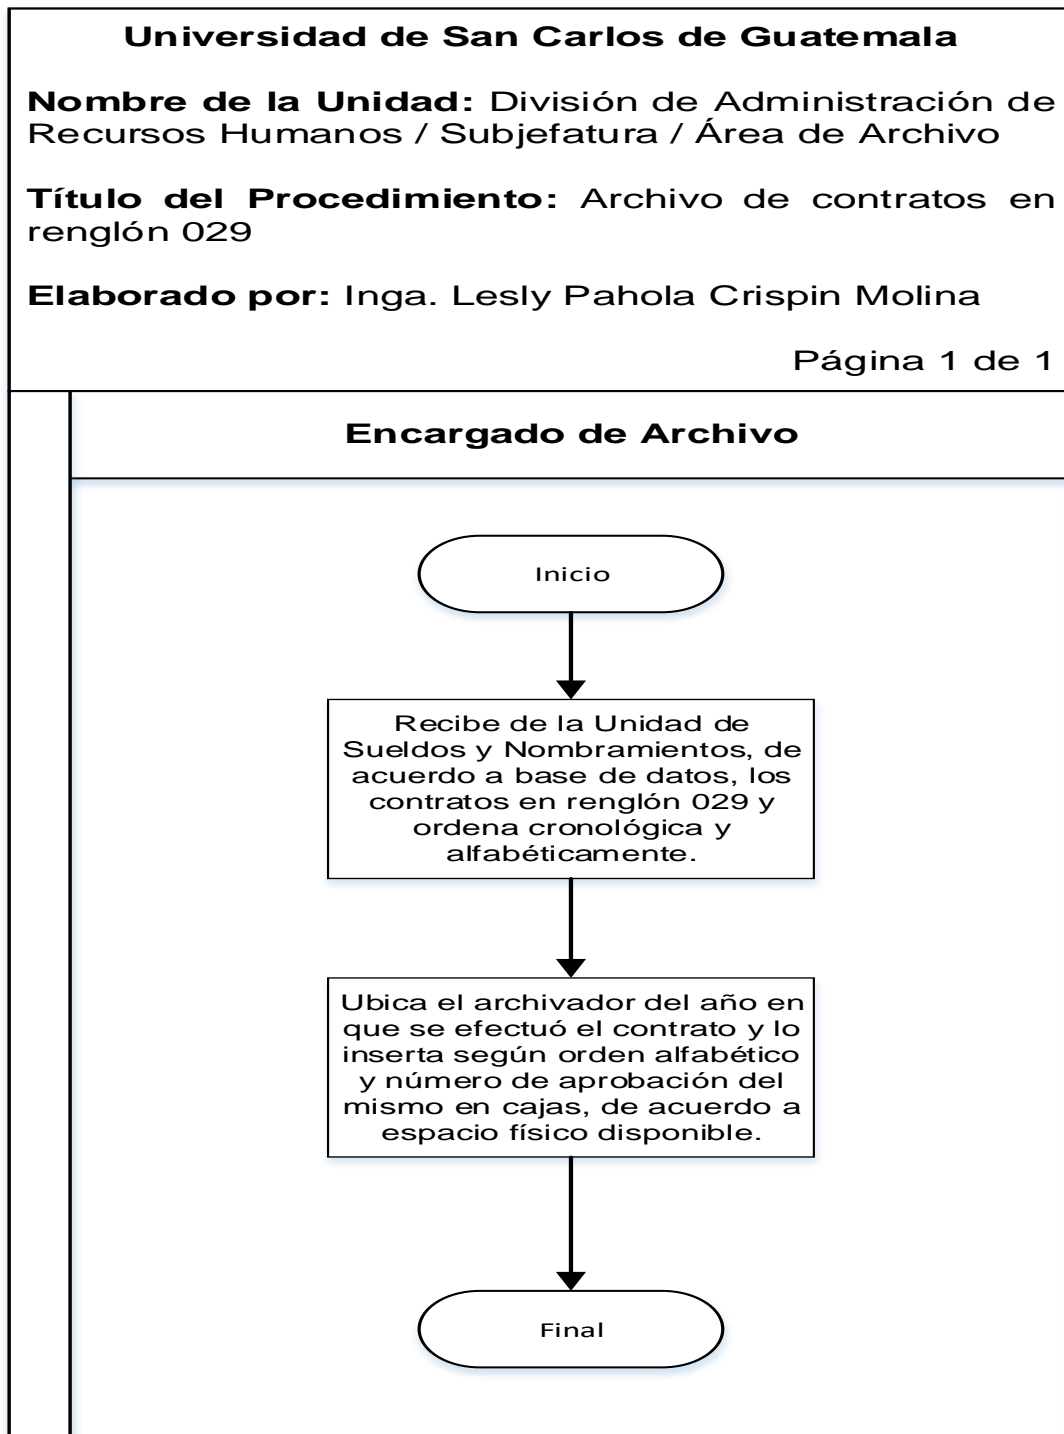 Universidad de San Carlos de Guatemala
Nombre de la Unidad: División de Administración de
Recursos Humanos / Subjefatura / Área de Archivo
Título del Procedimiento: Archivo de contratos en
renglón 029
Elaborado por: Inga. Lesly Pahola Crispin Molina
Página 1 de 1
Encargado de Archivo
Inicio
Recibe de la Unidad de
Sueldos y Nombramientos, de
acuerdo a base de datos, los
contratos en renglón 029 y
ordena cronológica y
alfabéticamente.
Ubica el archivador del año en
que se efectuó el contrato y lo
inserta según orden alfabético
y número de aprobación del
mismo en cajas, de acuerdo a
espacio físico disponible.
Final